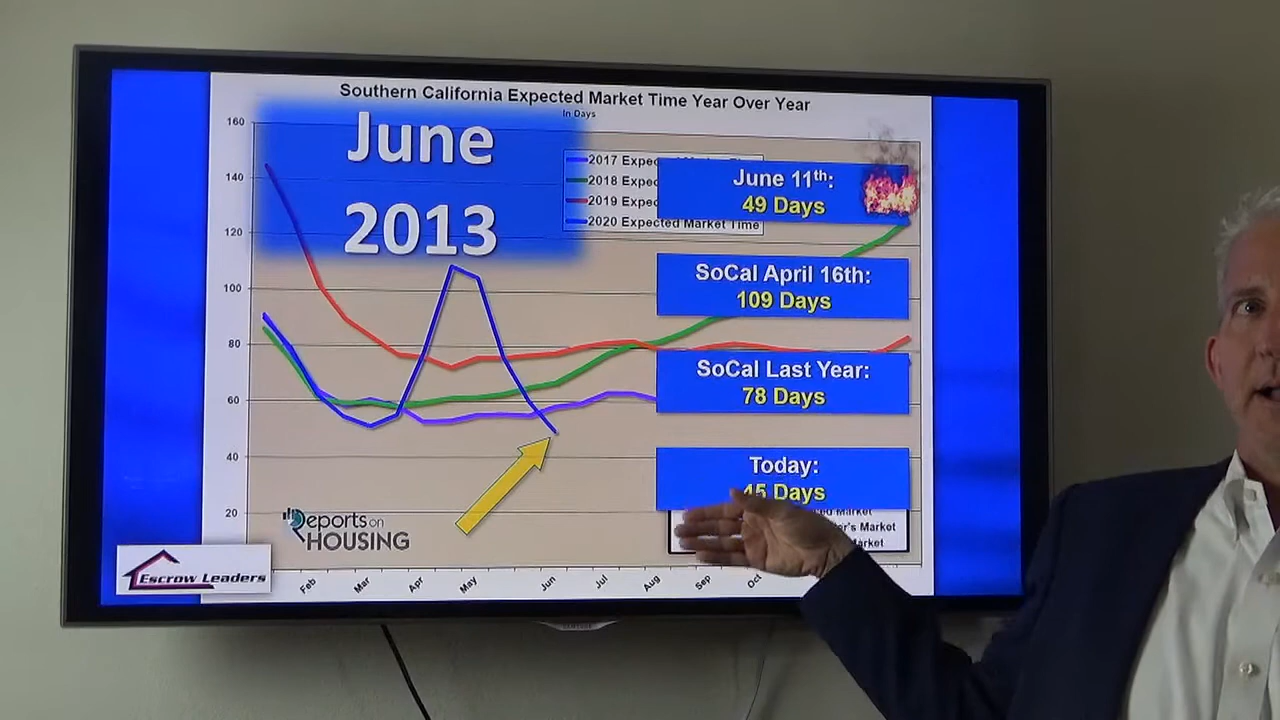 Southern California Expected Market Time Year Over Year
In Days
160
140
120
100
80
60
40
20
June
2013
2017
2018
2019
2020 Expected Market Time
June 11th:
49 Days
SoCal April 16th:
109 Days
SoCal Last Year:
78 Days
Today:
45 Days
Market
Market
Reports on
HOUSING
Escrow Leaders
Feb
Mar
Apr
May
Jun
Jul
Aug
Sep
Oct